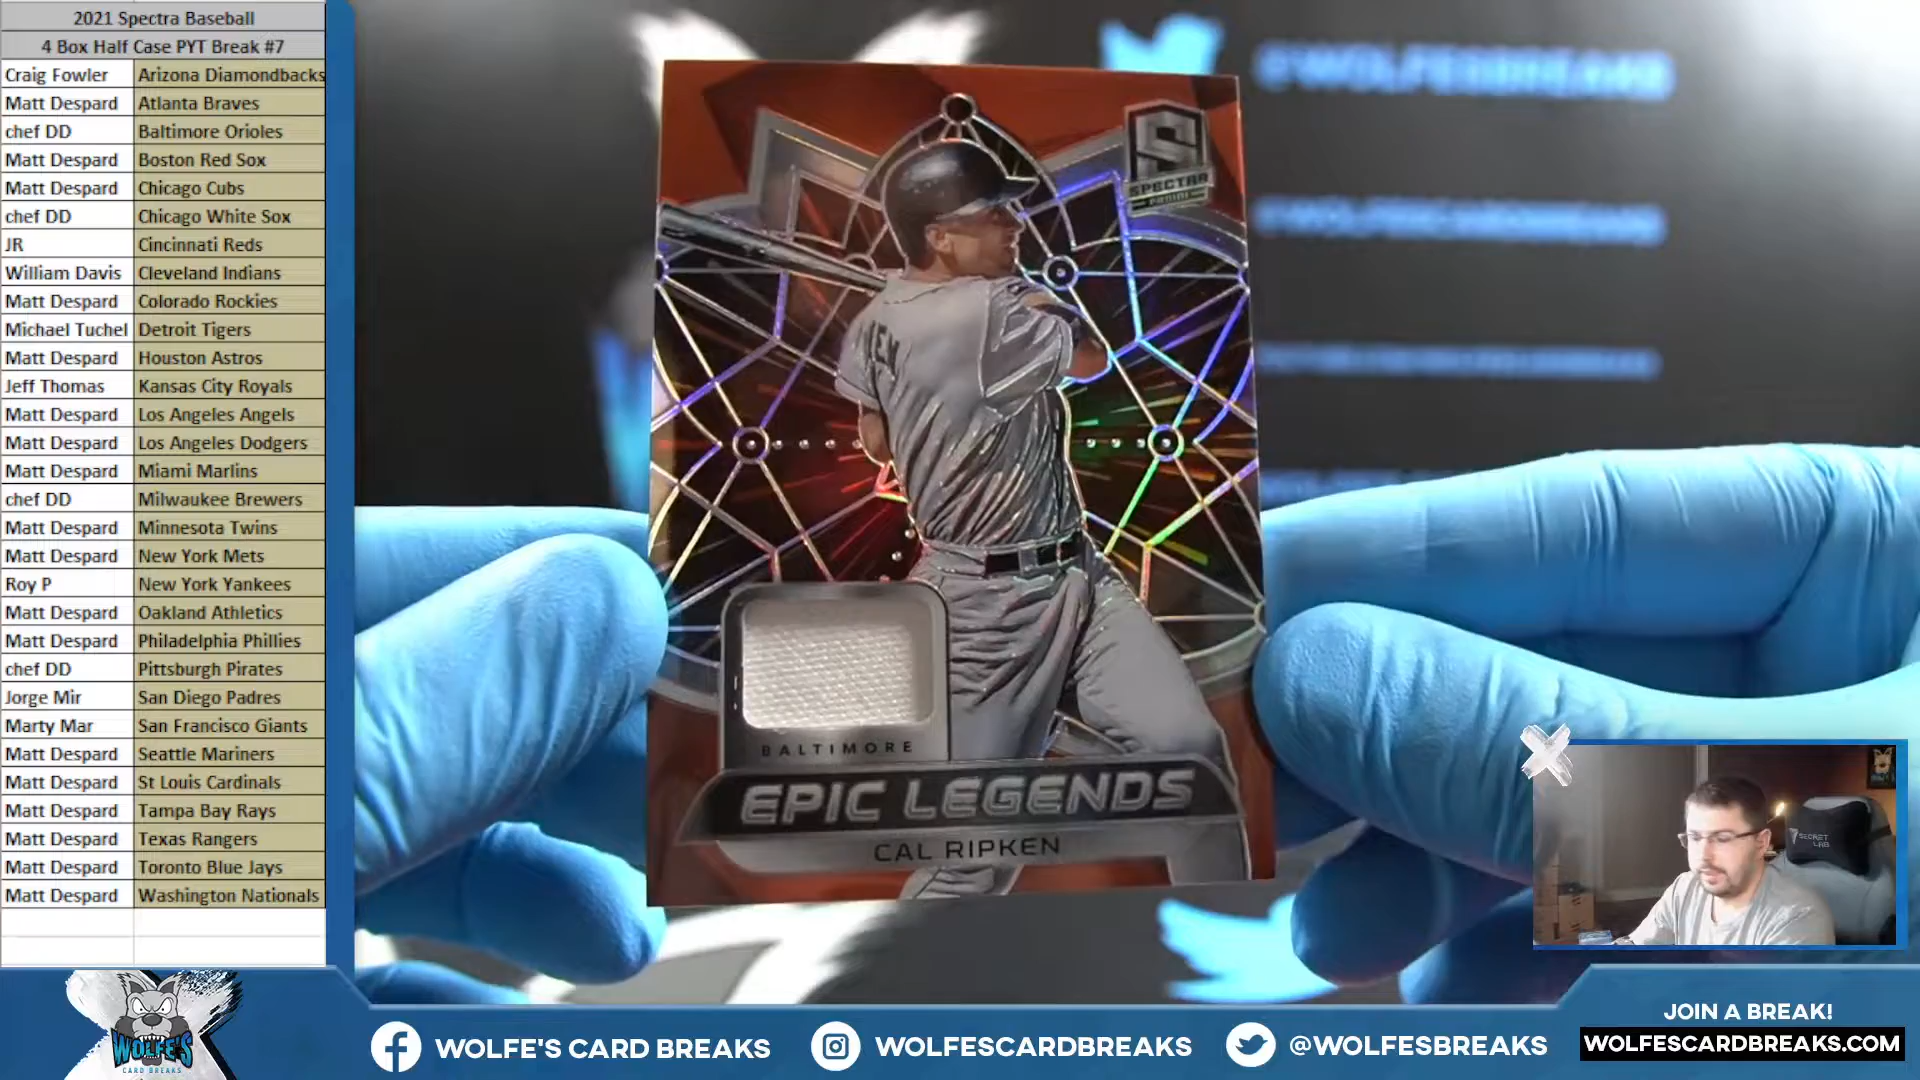 2021 Spectra Baseball
4 Box Half Case PYT Break #7
Craig Fowler Arizona Diamondbacks
Matt Despard Atlanta Braves
chef DD Baltimore Orioles
Matt Despard Boston Red Sox
Matt Despard Chicago Cubs
chef DD Chicago White Sox
JR Cincinnati Reds
William Davis Cleveland Indians
Matt Despard Colorado Rockies
Michael Tuchel Detroit Tigers
Matt Despard Houston Astros
Jeff Thomas Kansas City Royals
Matt Despard Los Angeles Angels
Matt Despard Los Angeles Dodgers
Matt Despard Miami Marlins
chef DD Milwaukee Brewers
Matt Despard Minnesota Twins
Matt Despard New York Mets
Roy P New York Yankees
Matt Despard Oakland Athletics
Matt Despard Philadelphia Phillies
chef DD Pittsburgh Pirates
Jorge Mir San Diego Padres
Marty Mar San Francisco Giants
Matt Despard Seattle Mariners
Matt Despard St Louis Cardinals
Matt Despard Tampa Bay Rays
Matt Despard Texas Rangers
Matt Despard Toronto Blue Jays
Matt Despard Washington Nationals
@WOLFESBREAKS
SPECTRA
PANINI
BALTIMORE
EPIC LEGENDS
CAL RIPKEN
SECRET
LAB
WOLFE'S
CARD BREAKS
WOLFE'S CARD BREAKS
WOLFESCARDBREAKS
@WOLFESBREAKS
JOIN A BREAK!
WOLFESCARDBREAKS.COM